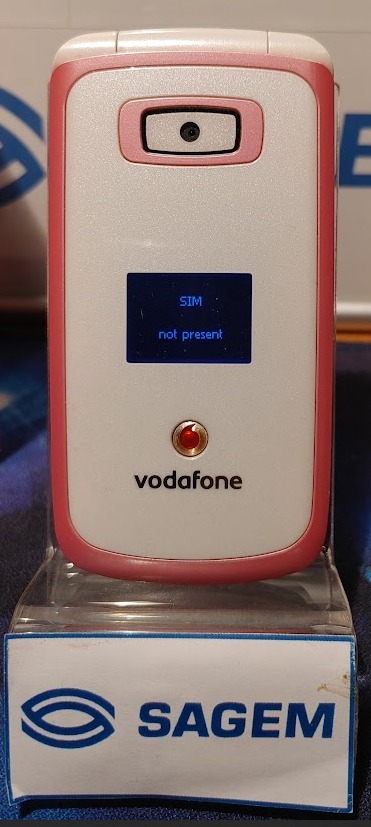 SIM
not present
vodafone
SAGEM